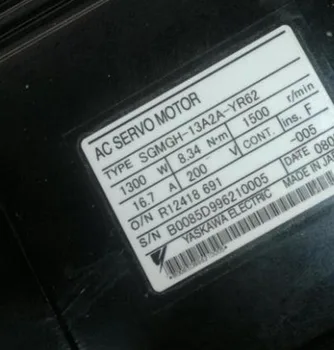 AC SERVO MOTOR
TYPE SGMGH-13A2A-YR62
1300 W 8.34 N·m 1500 r/min
16.7 A 200 V CONT. ins. F
O/N R12418 691 -005
S/N B0085D996210005 DATE 080
YASKAWA ELECTRIC MADE IN JA